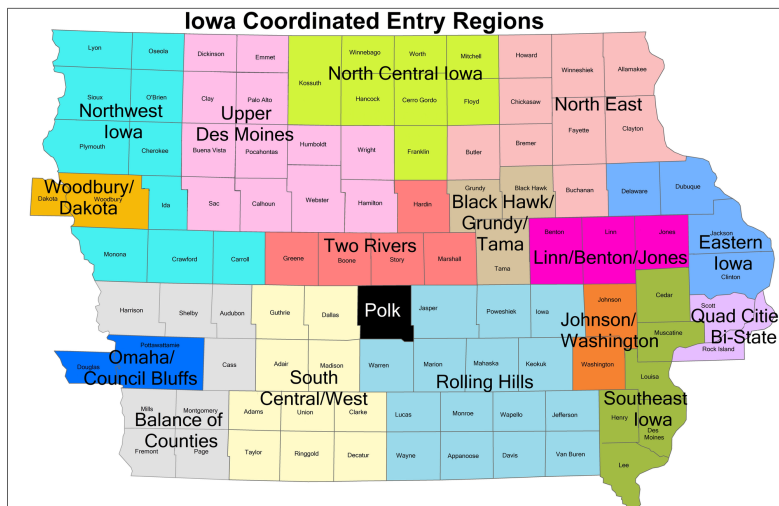 Iowa Coordinated Entry Regions
Lyon
Oseola
Dickinson
Emmet
Winnebago
Worth
Mitchell
Howard
Winneshiek
Allamakee
North Central Iowa
Kossuth
Sioux
O'Brien
Clay
Palo Alto
Hancock
Cerro Gordo
Floyd
Chickasaw
North East
Northwest
Iowa
Upper
Des Moines
Plymouth
Cherokee
Buena Vista
Pocahontas
Humboldt
Wright
Franklin
Butler
Bremer
Fayette
Clayton
Woodbury/
Dakota
Dakota
Woodbury
Ida
Sac
Calhoun
Webster
Hamilton
Hardin
Grundy
Black Hawk
Buchanan
Delaware
Dubuque
Black Hawk/
Grundy/
Tama
Tama
Two Rivers
Benton
Linn
Jones
Linn/Benton/Jones
Jackson
Eastern
Iowa
Clinton
Monona
Crawford
Carroll
Greene
Boone
Story
Marshall
Harrison
Shelby
Audubon
Guthrie
Dallas
Polk
Jasper
Poweshiek
Iowa
Johnson
Johnson/
Washington
Washington
Cedar
Muscatine
Scott
Quad Cities
Bi-State
Rock Island
Pottawattamie
Douglas
Omaha/
Council Bluffs
Cass
Adair
Madison
South
Central/West
Warren
Marion
Mahaska
Keokuk
Rolling Hills
Louisa
Southeast
Iowa
Mills
Montgomery
Balance of
Counties
Fremont
Page
Adams
Union
Clarke
Lucas
Monroe
Wapello
Jefferson
Henry
Des
Moines
Taylor
Ringgold
Decatur
Wayne
Appanoose
Davis
Van Buren
Lee